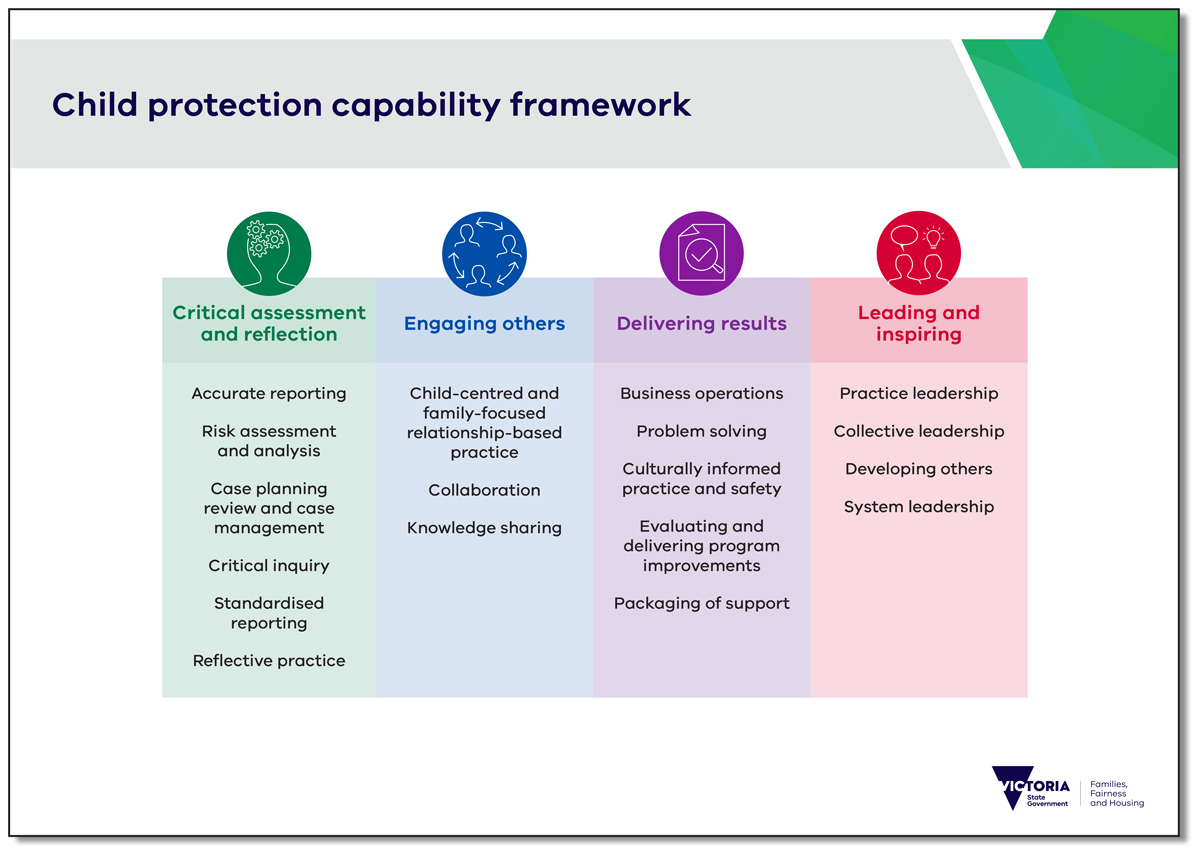 Child protection capability framework
Critical assessment
and reflection
Accurate reporting
Risk assessment
and analysis
Case planning
review and case
management
Critical inquiry
Standardised
reporting
Reflective practice
Engaging others
Child-centred and
family-focused
relationship-based
practice
Collaboration
Knowledge sharing
Delivering results
Business operations
Problem solving
Culturally informed
practice and safety
Evaluating and
delivering program
improvements
Packaging of support
Leading and
inspiring
Practice leadership
Collective leadership
Developing others
System leadership
VICTORIA
State
Government
Families,
Fairness
and Housing